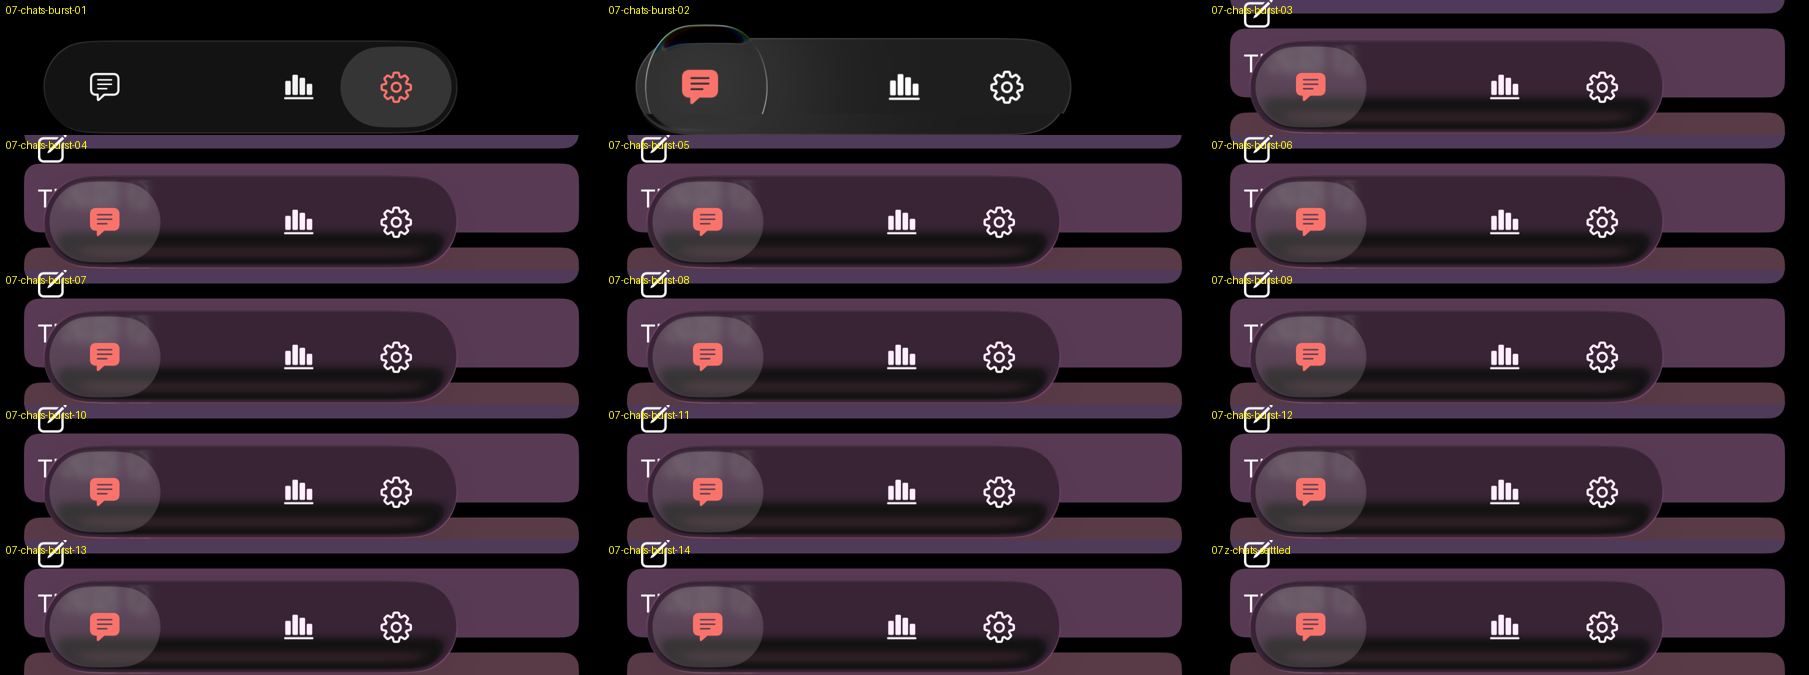 07-chats-burst-01
07-chats-burst-02
07-chats-burst-03
T
07-chats-burst-04
T
07-chats-burst-05
T
07-chats-burst-06
T
07-chats-burst-07
T
07-chats-burst-08
T
07-chats-burst-09
T
07-chats-burst-10
T
07-chats-burst-11
T
07-chats-burst-12
T
07-chats-burst-13
T
07-chats-burst-14
T
07z-chats-settled
T